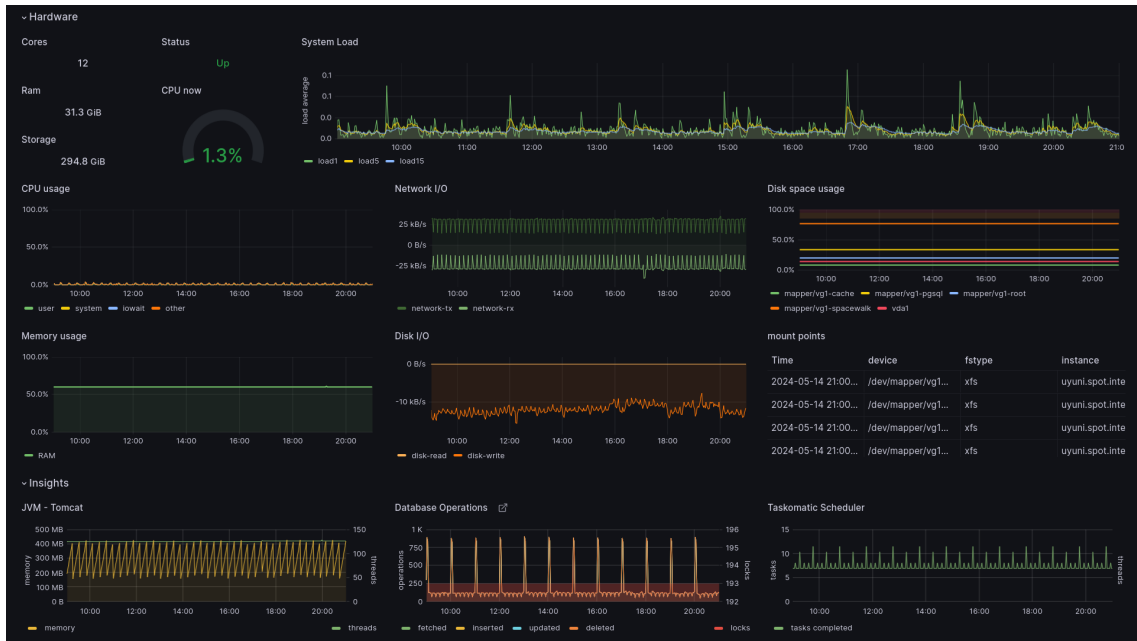 Hardware
Cores
12
Status
Up
Ram
31.3 GiB
CPU now
1.3%
Storage
294.8 GiB
System Load
load average
0.1
0.1
0.0
0.0
10:00 11:00 12:00 13:00 14:00 15:00 16:00 17:00 18:00 19:00 20:00 21:0
load1 load5 load15
CPU usage
100.0%
50.0%
0.0%
10:00 12:00 14:00 16:00 18:00 20:00
user system iowait other
Network I/O
25 kB/s
0 B/s
-25 kB/s
10:00 12:00 14:00 16:00 18:00 20:00
network-tx network-rx
Disk space usage
100.0%
50.0%
0.0%
10:00 12:00 14:00 16:00 18:00 20:00
mapper/vg1-cache mapper/vg1-pgsql mapper/vg1-root
mapper/vg1-spacewalk vda1
Memory usage
100.0%
50.0%
0.0%
10:00 12:00 14:00 16:00 18:00 20:00
RAM
Disk I/O
0 B/s
-10 kB/s
10:00 12:00 14:00 16:00 18:00 20:00
disk-read disk-write
mount points
Time device fstype instance
2024-05-14 21:00... /dev/mapper/vg1... xfs uyuni.spot.inte
2024-05-14 21:00... /dev/mapper/vg1... xfs uyuni.spot.inte
2024-05-14 21:00... /dev/mapper/vg1... xfs uyuni.spot.inte
2024-05-14 21:00... /dev/mapper/vg1... xfs uyuni.spot.inte
Insights
JVM - Tomcat
memory
500 MB 150
400 MB
300 MB 100
200 MB 50
100 MB
0 B 0
threads
10:00 12:00 14:00 16:00 18:00 20:00
memory threads
Database Operations
operations
1 K 196
750 195
500 194
250 193
0 192
locks
10:00 12:00 14:00 16:00 18:00 20:00
fetched inserted updated deleted locks
Taskomatic Scheduler
tasks
15
10
5
0
threads
10:00 12:00 14:00 16:00 18:00 20:00
tasks completed